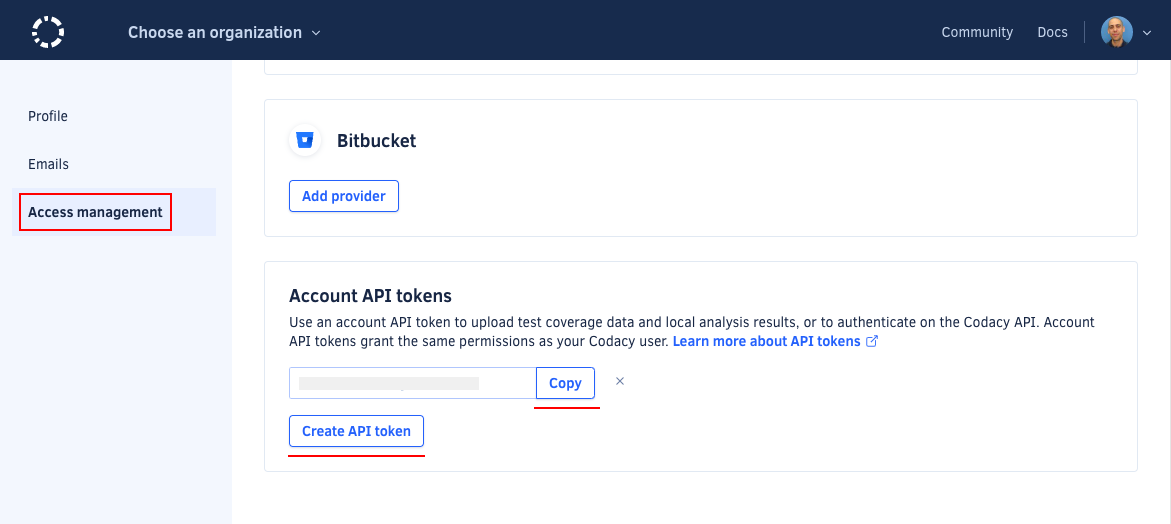 Choose an organization
Community
Docs
Profile
Emails
Access management
Bitbucket
Add provider
Account API tokens
Use an account API token to upload test coverage data and local analysis results, or to authenticate on the Codacy API. Account
API tokens grant the same permissions as your Codacy user. Learn more about API tokens
Copy
Create API token